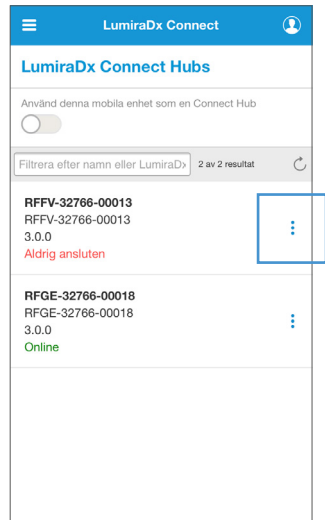 LumiraDx Connect
LumiraDx Connect Hubs
Använd denna mobila enhet som en Connect Hub
Filtrera efter namn eller LumiraD
2 av 2 resultat
RFFV-32766-00013
RFFV-32766-00013
3.0.0
Aldrig ansluten
RFGE-32766-00018
RFGE-32766-00018
3.0.0
Online